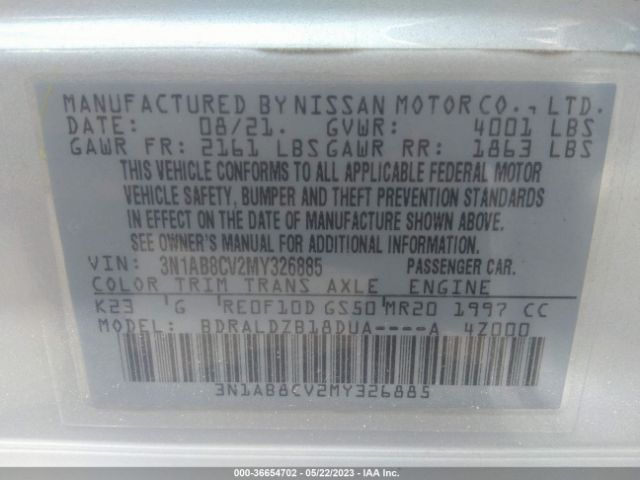 MANUFACTURED BY NISSAN MOTOR CO., LTD.
DATE: 08/21. GVWR: 4001 LBS
GAWR FR: 2161 LBS GAWR RR: 1863 LBS
THIS VEHICLE CONFORMS TO ALL APPLICABLE FEDERAL MOTOR
VEHICLE SAFETY, BUMPER AND THEFT PREVENTION STANDARDS
IN EFFECT ON THE DATE OF MANUFACTURE SHOWN ABOVE.
SEE OWNER'S MANUAL FOR ADDITIONAL INFORMATION.
VIN: 3N1AB8CV2MY326885 PASSENGER CAR.
COLOR TRIM TRANS AXLE ENGINE
K23 G RE0F10D GS50 MR20 1997 CC
MODEL: BDRALDZB18DUA----A 4Z000
3N1AB8CV2MY326885
000-36654702 - 05/22/2023 - IAA Inc.